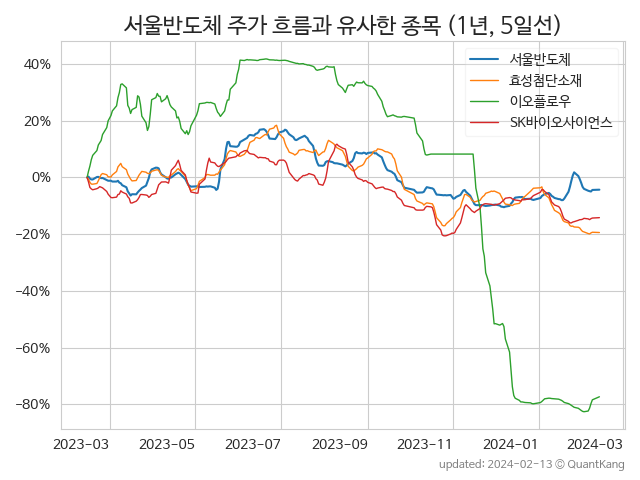 서울반도체 주가 흐름과 유사한 종목 (1년, 5일선)
서울반도체
효성첨단소재
이오플로우
SK바이오사이언스
40%
20%
0%
−20%
−40%
−60%
−80%
2023-03 2023-05 2023-07 2023-09 2023-11 2024-01 2024-03
updated: 2024-02-13 © QuantKang